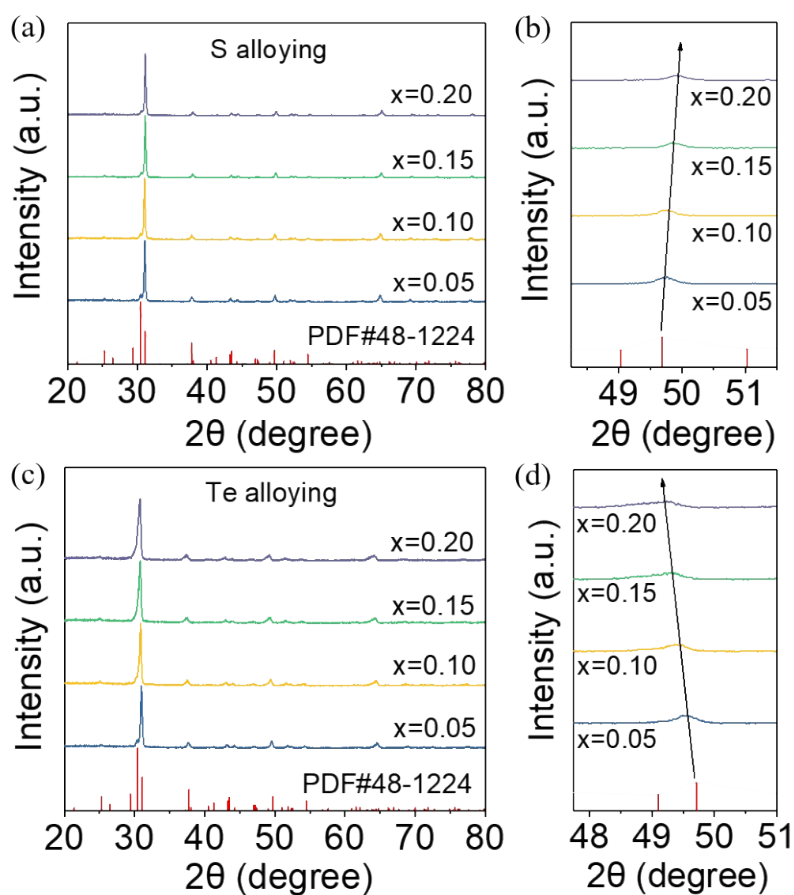 (a)
S alloying
x=0.20
x=0.15
x=0.10
x=0.05
PDF#48-1224
Intensity (a.u.)
20 30 40 50 60 70 80
2θ (degree)
(b)
x=0.20
x=0.15
x=0.10
x=0.05
Intensity (a.u.)
49 50 51
2θ (degree)
(c)
Te alloying
x=0.20
x=0.15
x=0.10
x=0.05
PDF#48-1224
Intensity (a.u.)
20 30 40 50 60 70 80
2θ (degree)
(d)
x=0.20
x=0.15
x=0.10
x=0.05
Intensity (a.u.)
48 49 50 51
2θ (degree)